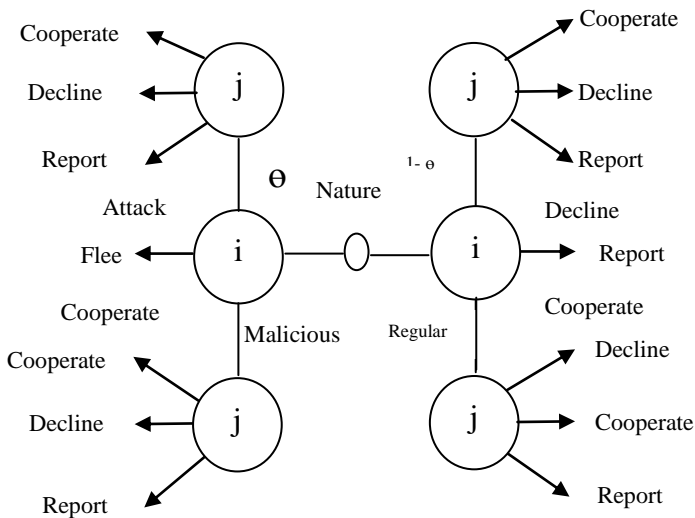 Cooperate
Decline
Report
j
j
Cooperate
Decline
Report
Ɵ
Nature
1- ɵ
Attack
Decline
Flee
i
i
Report
Cooperate
Malicious
Regular
Cooperate
Cooperate
Decline
Report
j
j
Decline
Cooperate
Report